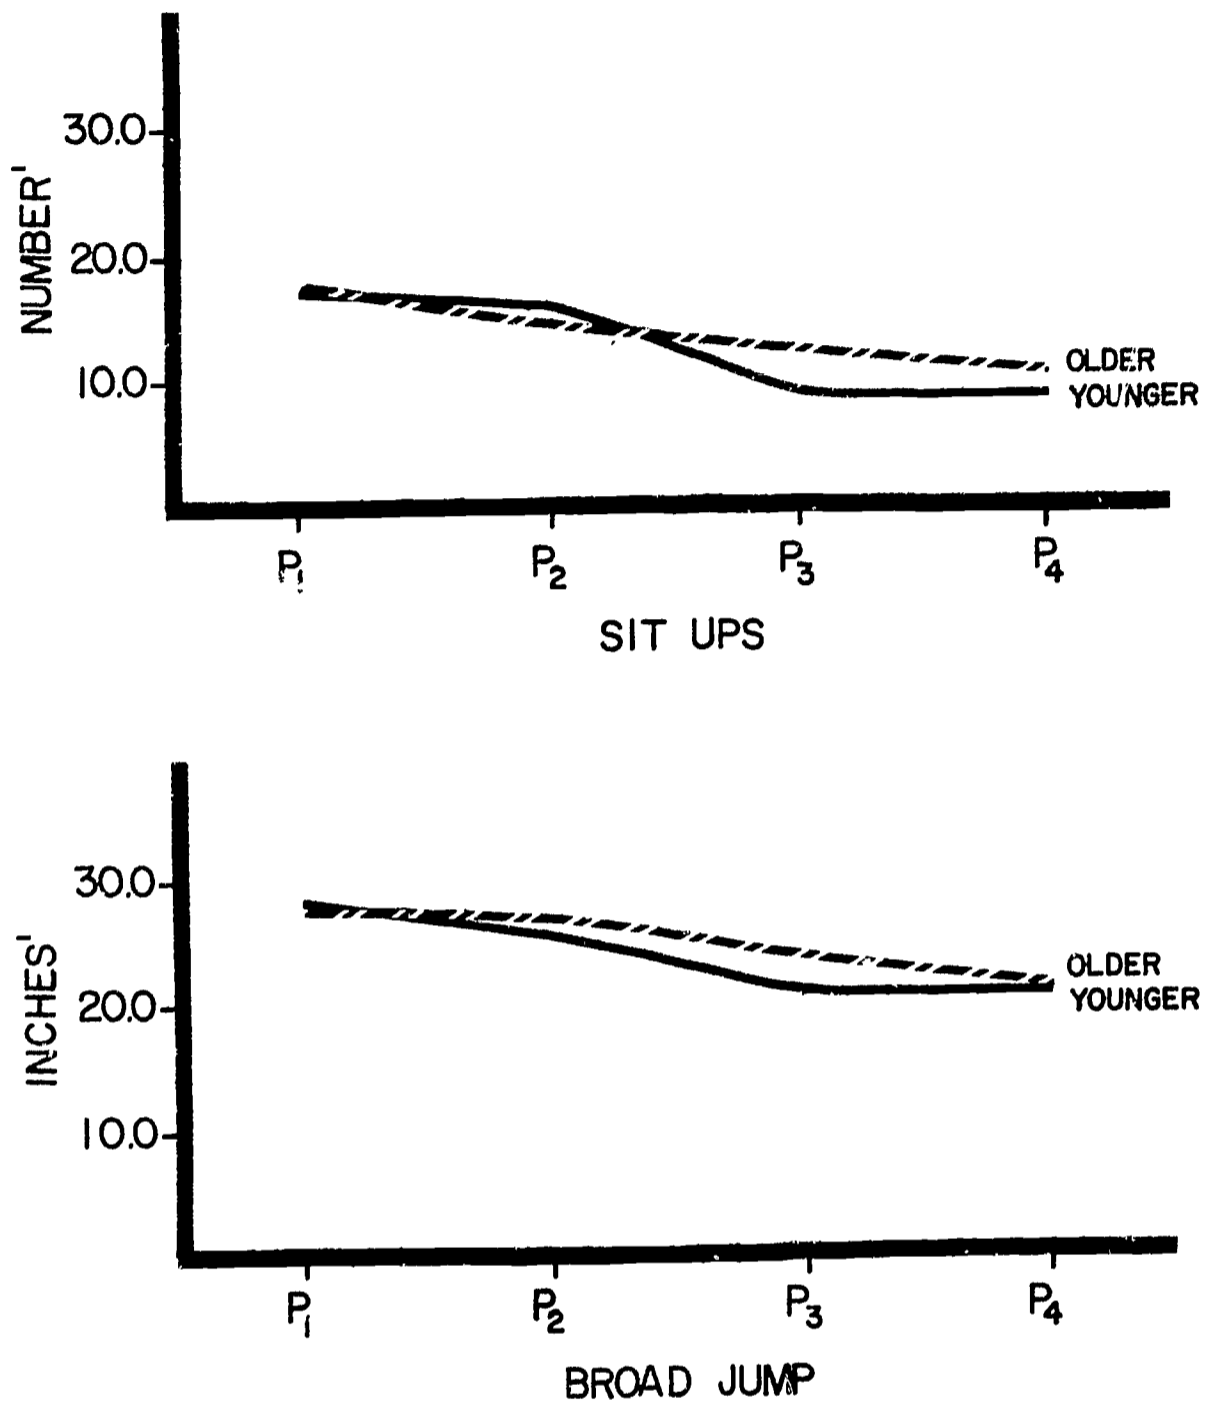 NUMBER'
30.0
20.0
10.0
OLDER
YOUNGER
P1 P2 P3 P4
SIT UPS
INCHES'
30.0
20.0
10.0
OLDER
YOUNGER
P1 P2 P3 P4
BROAD JUMP